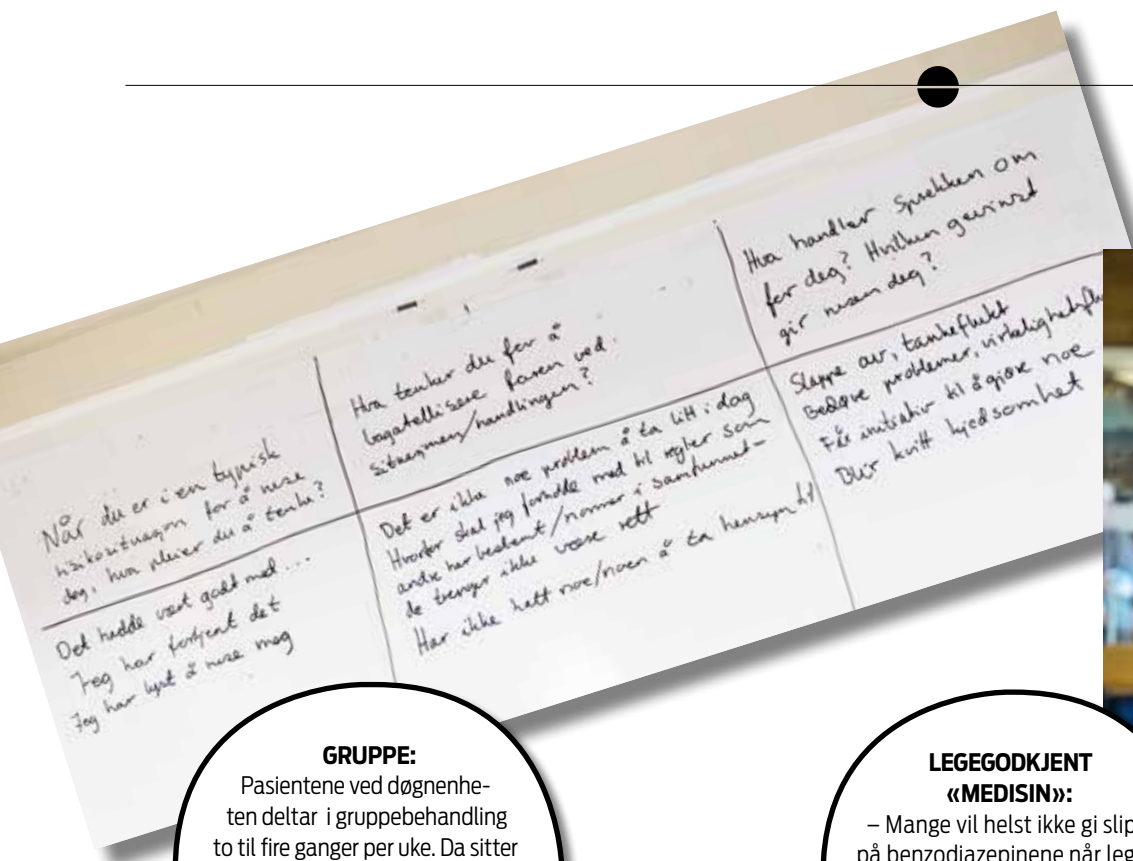 Når du er i en typisk
risikosituasjon for å ruse
deg, hva pleier du å tenke?
Det hadde vært godt med...
Jeg har fortjent det
Jeg har lyst å ruse meg
Hva tenker du for å
bagatellisere faren ved
situasjonen/handlingen?
Det er ikke noe problem å ta litt i dag
Hvorfor skal jeg forholde med til regler som
andre har bestemt/normer i samfunnet-
de trenger ikke være rett
Har ikke hatt noe/noen å ta hensyn til
Hva handler sprekken om
for deg? Hvilken gevinst
gir rusen deg?
Slappe av, tankeflukt
Bedøve problemer, virkelighetsflu
Får initiativ til å gjøre noe
Blir kvitt kjedsomhet
GRUPPE:
Pasientene ved døgnenhe-
ten deltar i gruppebehandling
to til fire ganger per uke. Da sitter
LEGEGODKJENT
«MEDISIN»:
– Mange vil helst ikke gi slip
på benzodiazepinene når leg